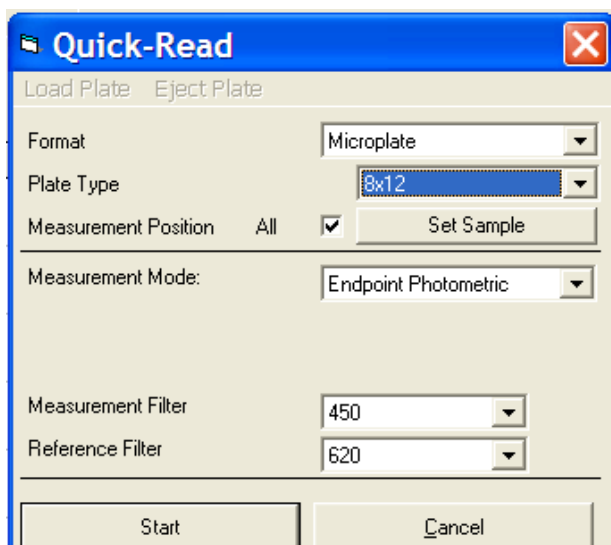 Quick-Read
Load Plate Eject Plate
Format Microplate
Plate Type 8x12
Measurement Position All Set Sample
Measurement Mode: Endpoint Photometric
Measurement Filter 450
Reference Filter 620
Start Cancel